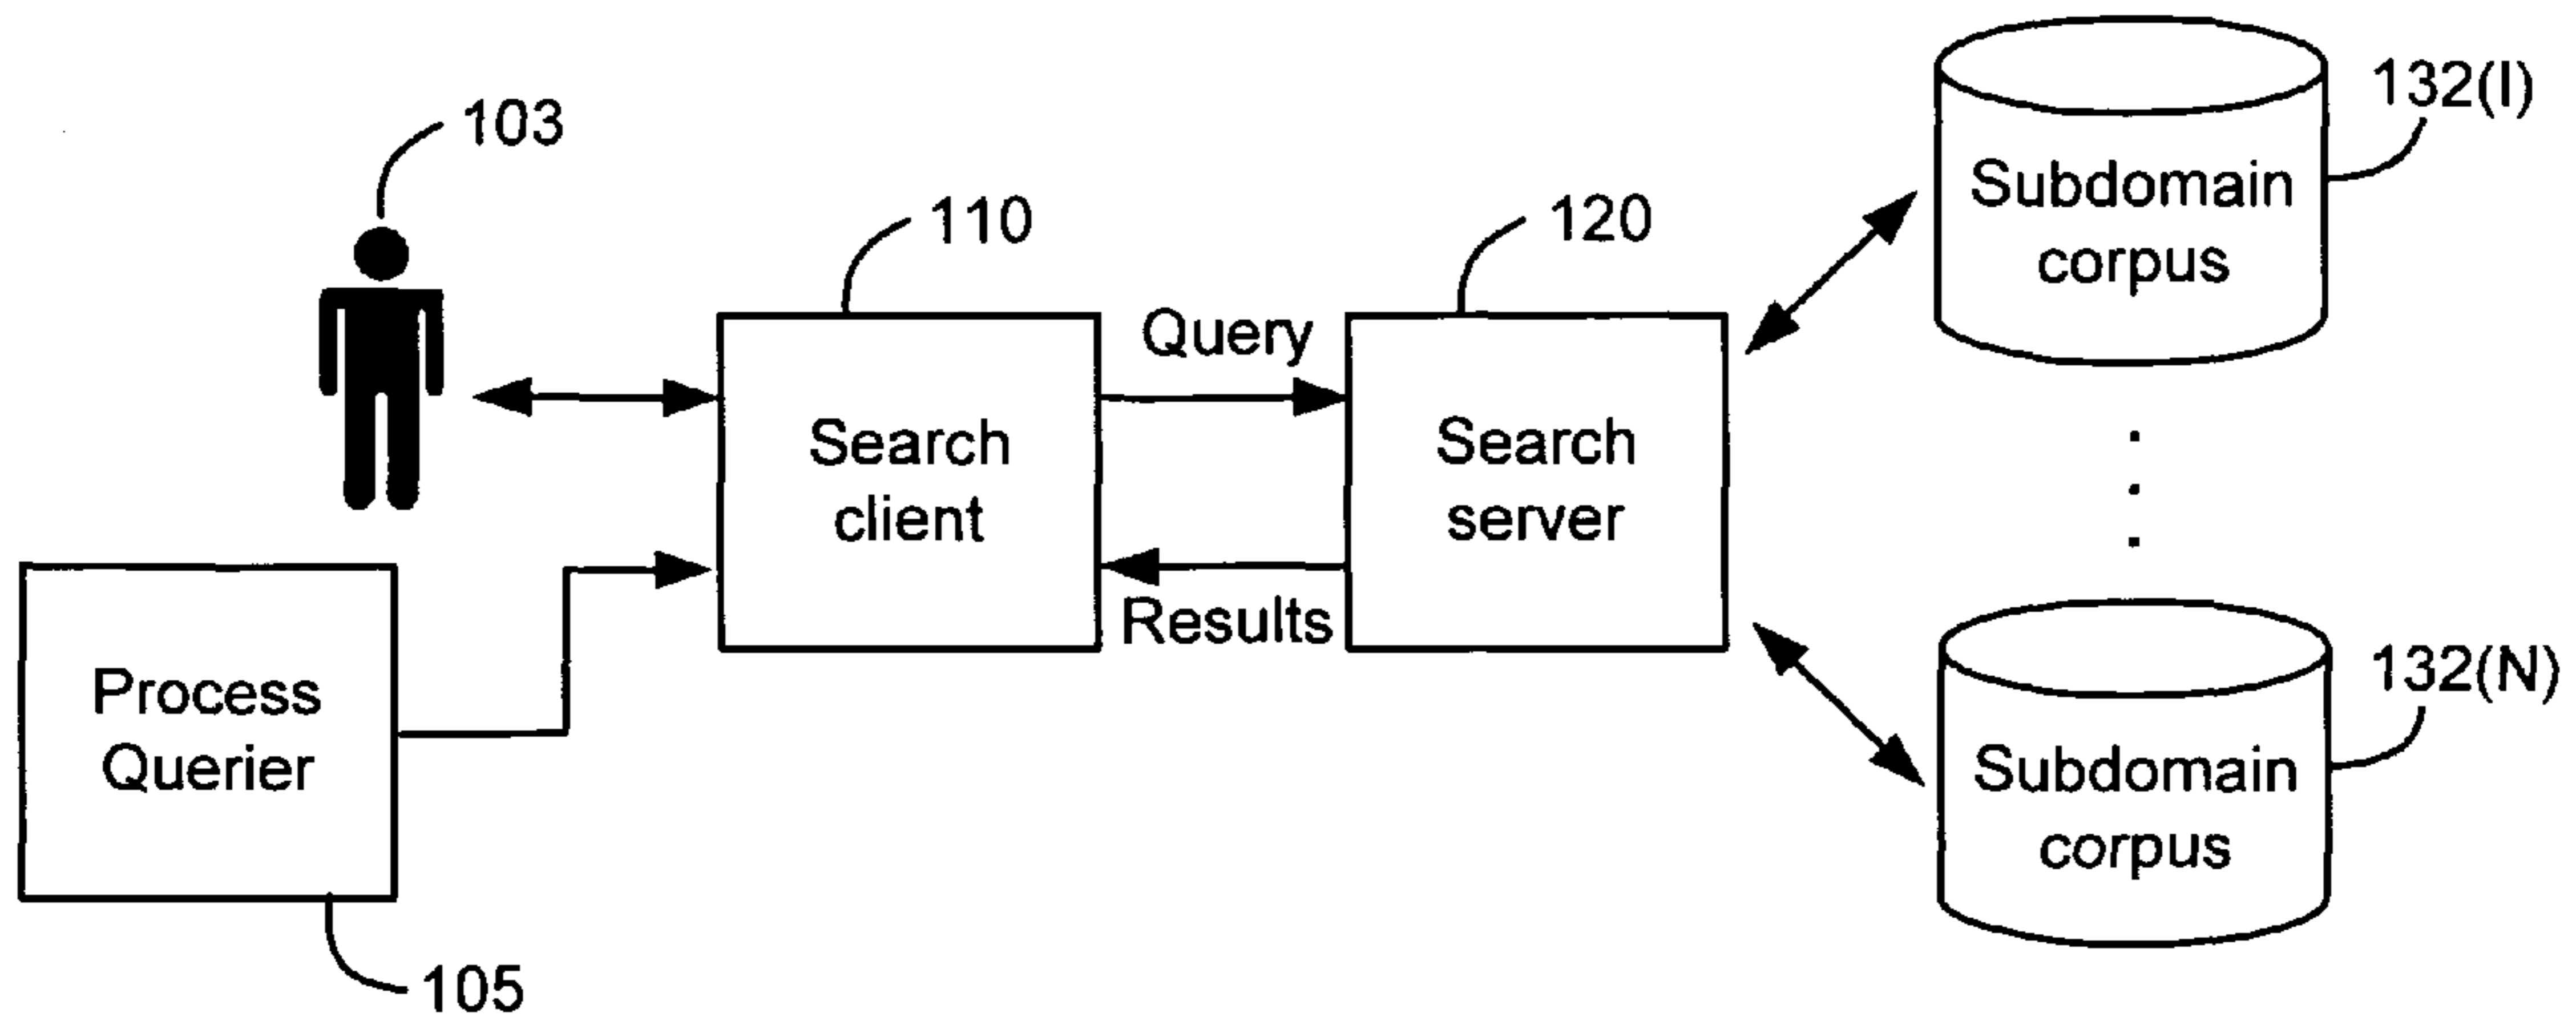 103
110
120
132(I)
Subdomain
corpus
Query
Search
client
Search
server
Results
Process
Querier
132(N)
Subdomain
corpus
105